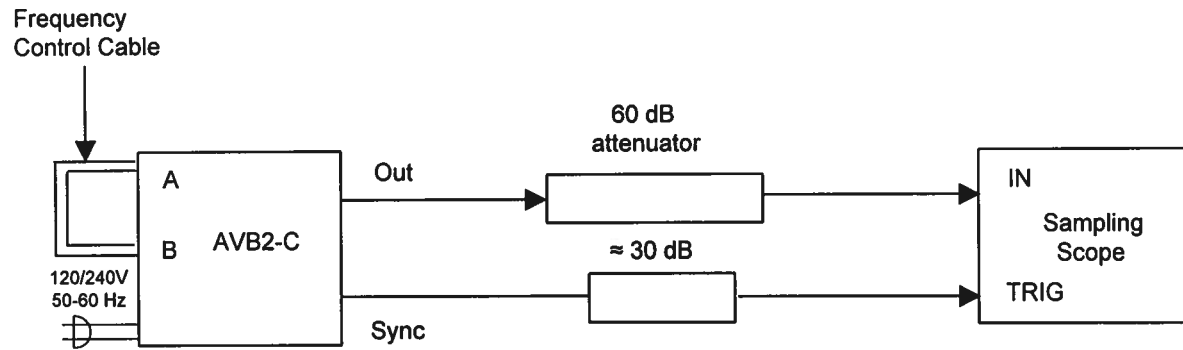 Frequency
Control Cable
A
B
AVB2-C
120/240V
50-60 Hz
Out
Sync
60 dB
attenuator
≈ 30 dB
IN
Sampling
Scope
TRIG